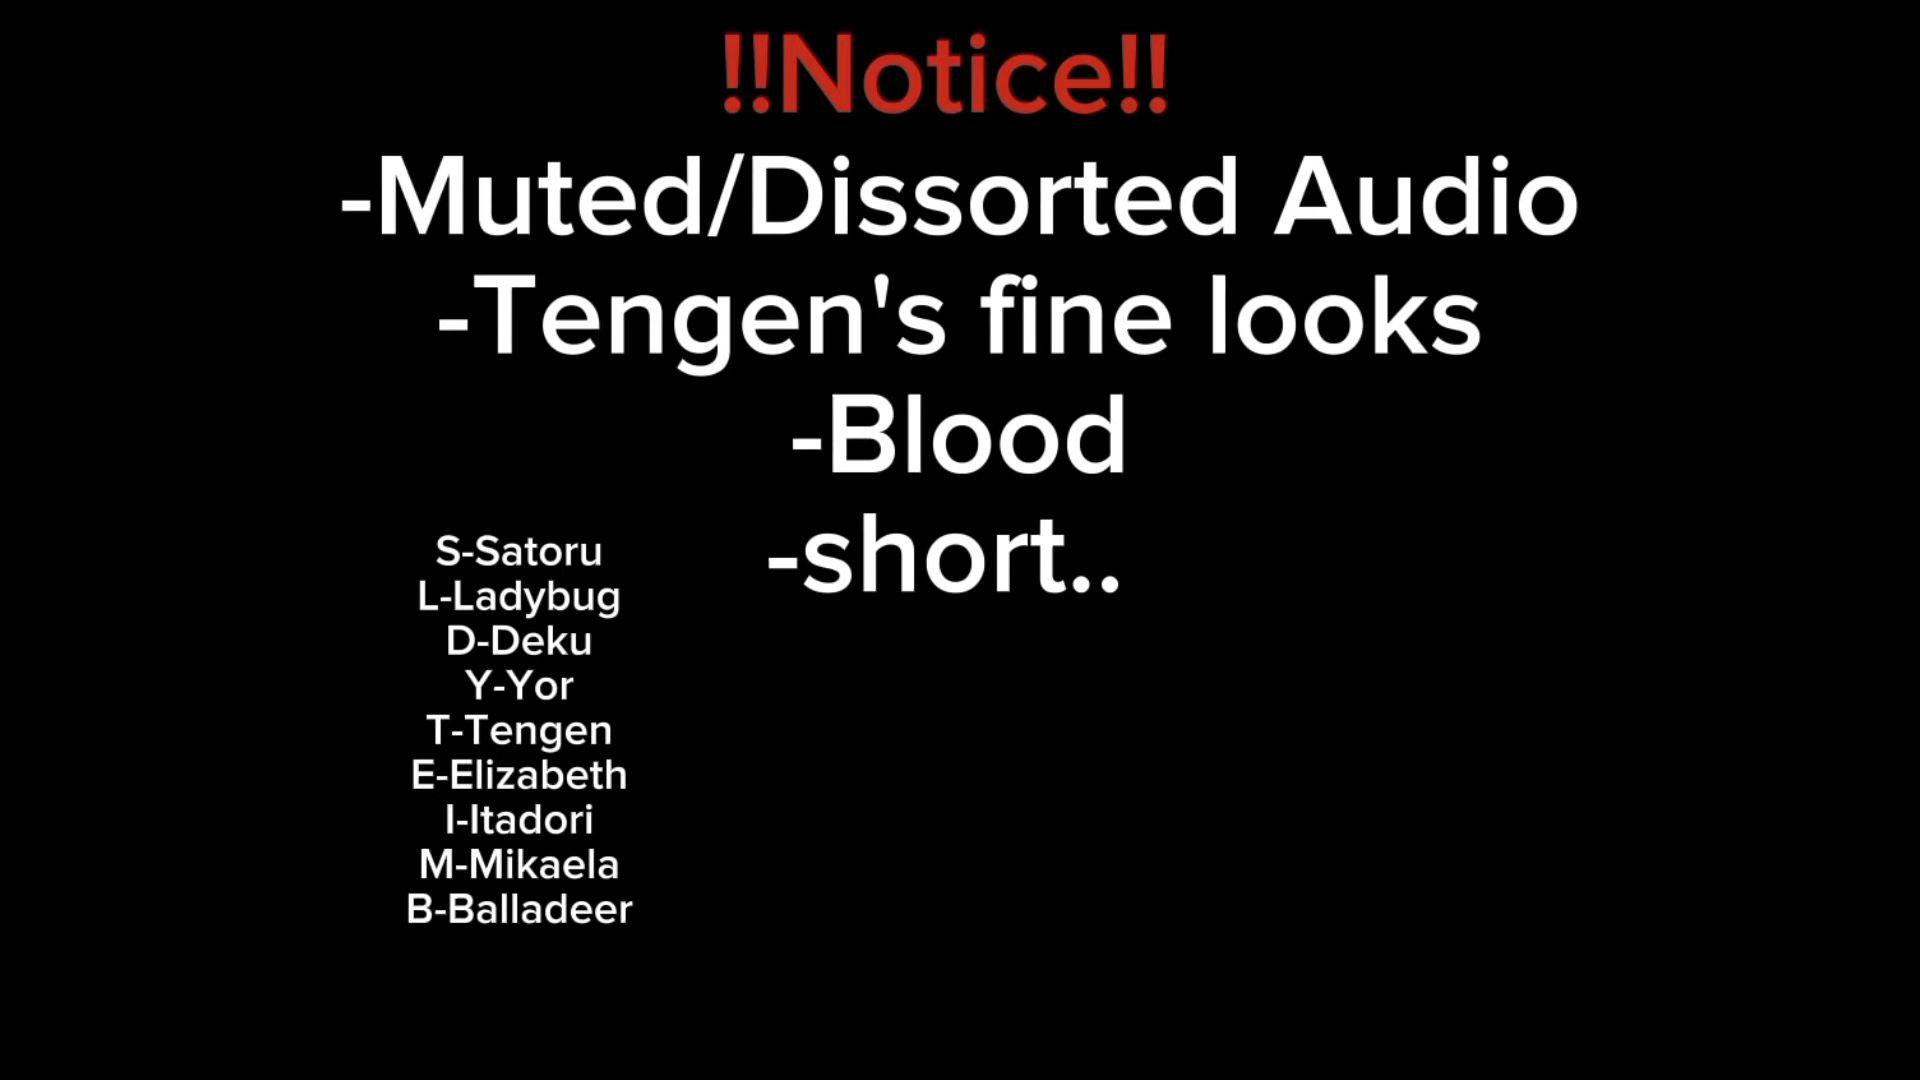 !!Notice!!
-Muted/Dissorted Audio
-Tengen's fine looks
-Blood
-short..
S-Satoru
L-Ladybug
D-Deku
Y-Yor
T-Tengen
E-Elizabeth
I-Itadori
M-Mikaela
B-Balladeer